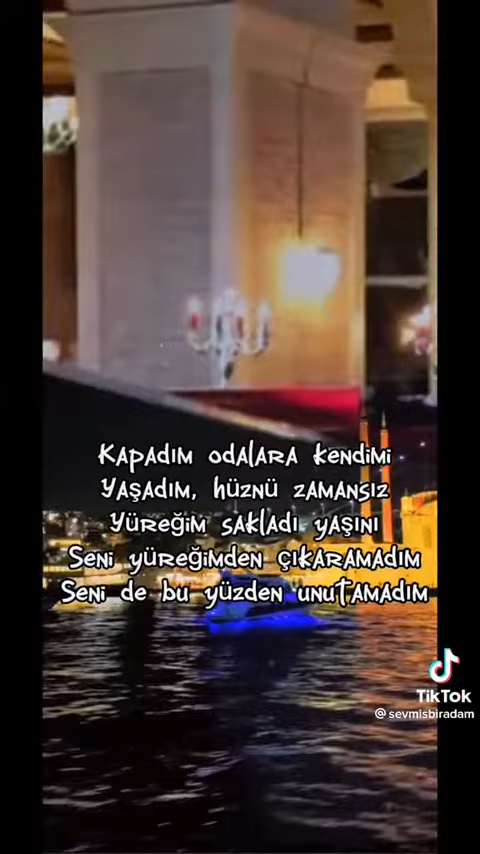 Kapadım odalara kendimi
Yaşadım, hüznü zamansız
Yüreğim sakladı yaşını
Seni yüreğimden çıkaramadım
Seni de bu yüzden unutamadım
TikTok
@sevmisbiradam